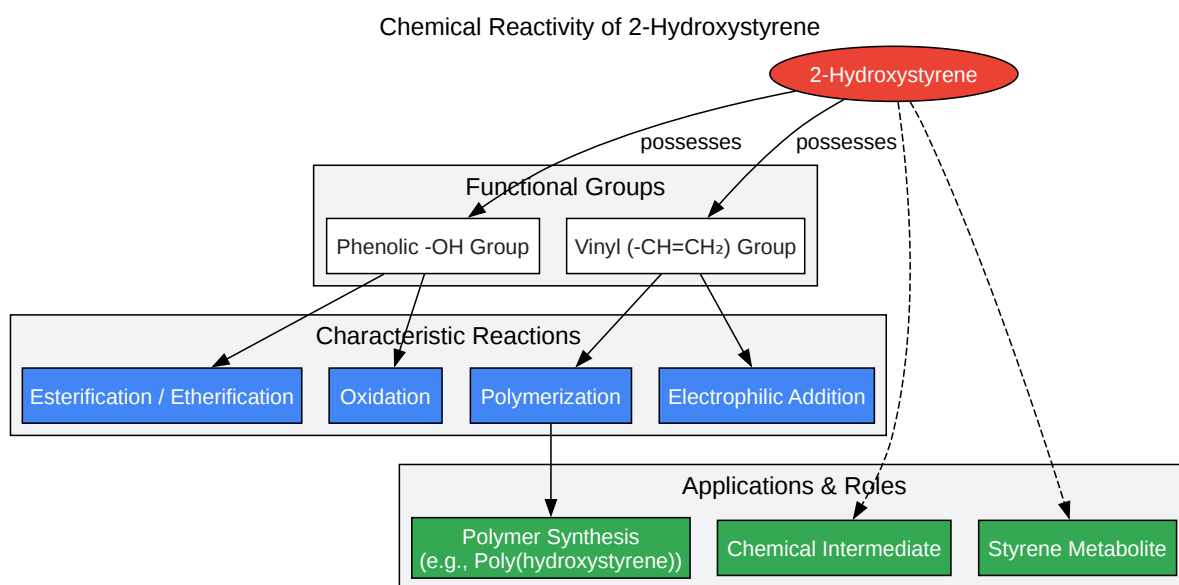 Chemical Reactivity of 2-Hydroxystyrene
2-Hydroxystyrene
possesses
possesses
Functional Groups
Phenolic -OH Group
Vinyl (-CH=CH₂) Group
Characteristic Reactions
Esterification / Etherification
Oxidation
Polymerization
Electrophilic Addition
Applications & Roles
Polymer Synthesis
(e.g., Poly(hydroxystyrene))
Chemical Intermediate
Styrene Metabolite